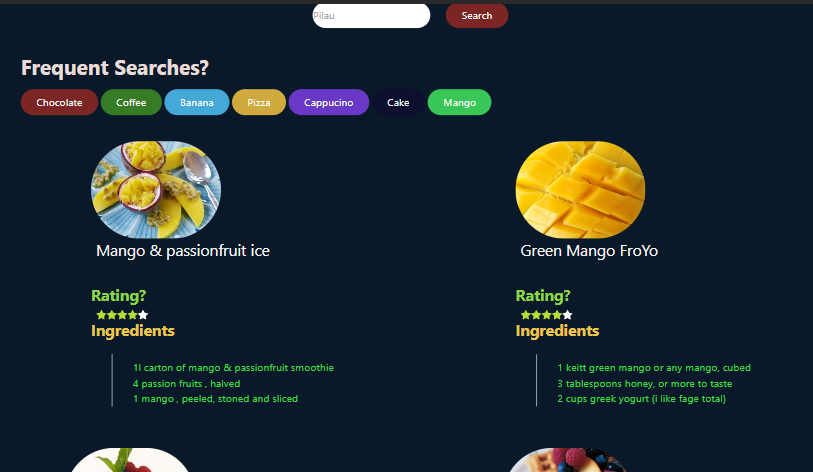 Pilau
Search
Frequent Searches?
Chocolate Coffee Banana Pizza Cappucino Cake Mango
Mango & passionfruit ice
Rating?
Ingredients
1l carton of mango & passionfruit smoothie
4 passion fruits , halved
1 mango , peeled, stoned and sliced
Green Mango FroYo
Rating?
Ingredients
1 keitt green mango or any mango, cubed
3 tablespoons honey, or more to taste
2 cups greek yogurt (i like fage total)